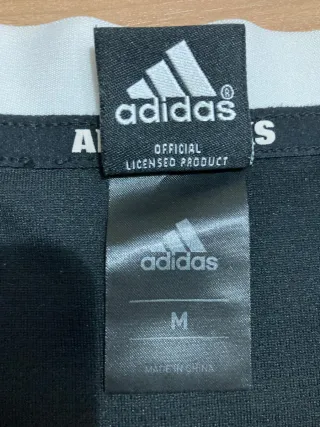 adidas ®
OFFICIAL
LICENSED PRODUCT
adidas
M
MADE IN CHINA